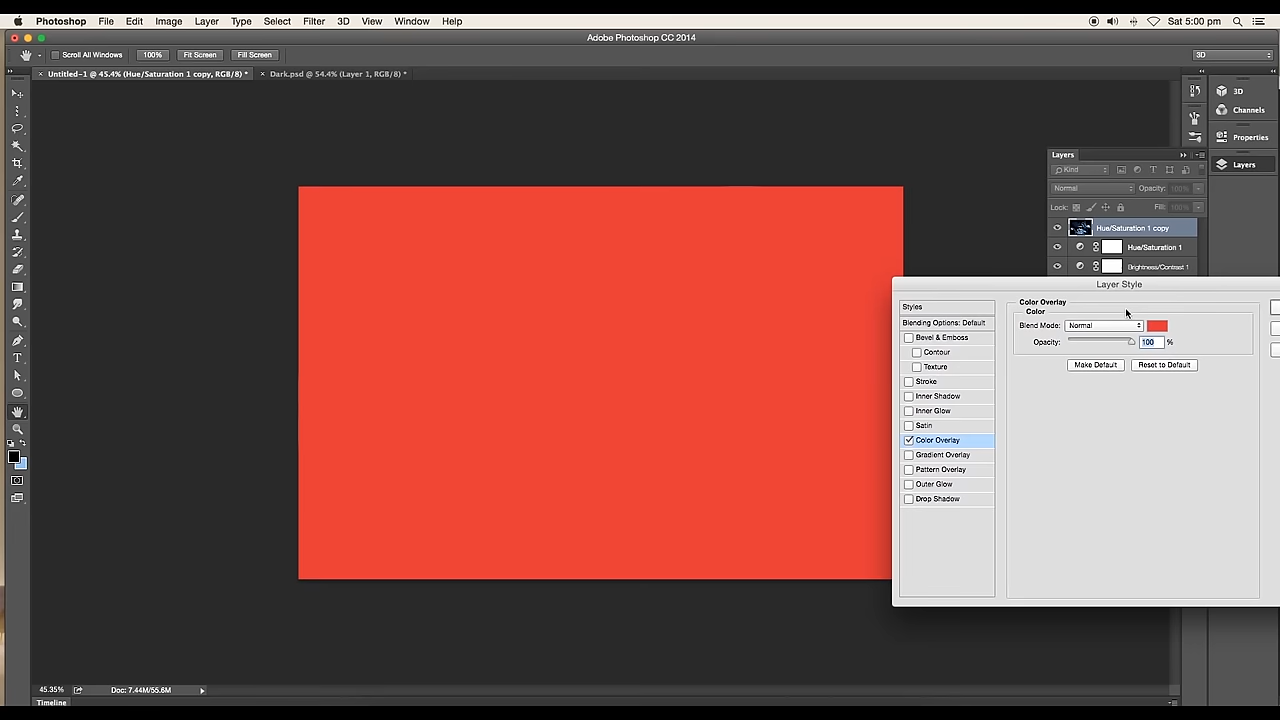 Photoshop File Edit Image Layer Type Select Filter 3D View Window Help Sat 5:00 pm
Adobe Photoshop CC 2014
Scroll All Windows 100% Fit Screen Fill Screen 3D
× Untitled-1 @ 45.4% (Hue/Saturation 1 copy, RGB/8) * × Dark.psd @ 54.4% (Layer 1, RGB/8) *
3D
Channels
Properties
Layers
Layers
Kind
Normal Opacity: 100%
Lock: Fill: 100%
Hue/Saturation 1 copy
Hue/Saturation 1
Brightness/Contrast 1
Layer Style
Styles
Blending Options: Default
Bevel & Emboss
Contour
Texture
Stroke
Inner Shadow
Inner Glow
Satin
Color Overlay
Gradient Overlay
Pattern Overlay
Outer Glow
Drop Shadow
Color Overlay
Color
Blend Mode: Normal
Opacity: 100 %
Make Default Reset to Default
45.35% Doc: 7.44M/55.6M
Timeline